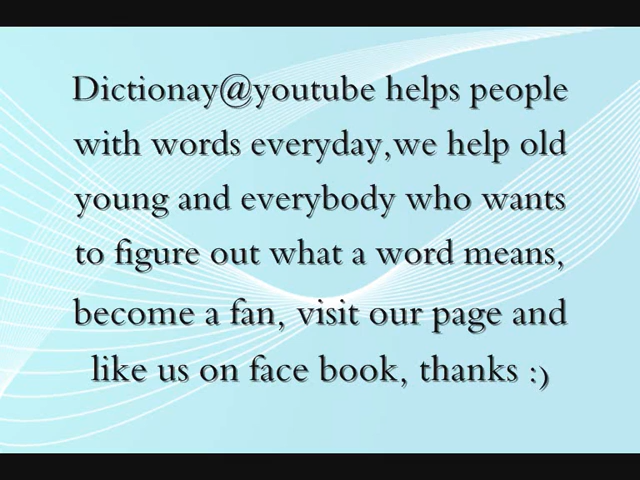 Dictionay@youtube helps people
with words everyday,we help old
young and everybody who wants
to figure out what a word means,
become a fan, visit our page and
like us on face book, thanks :)